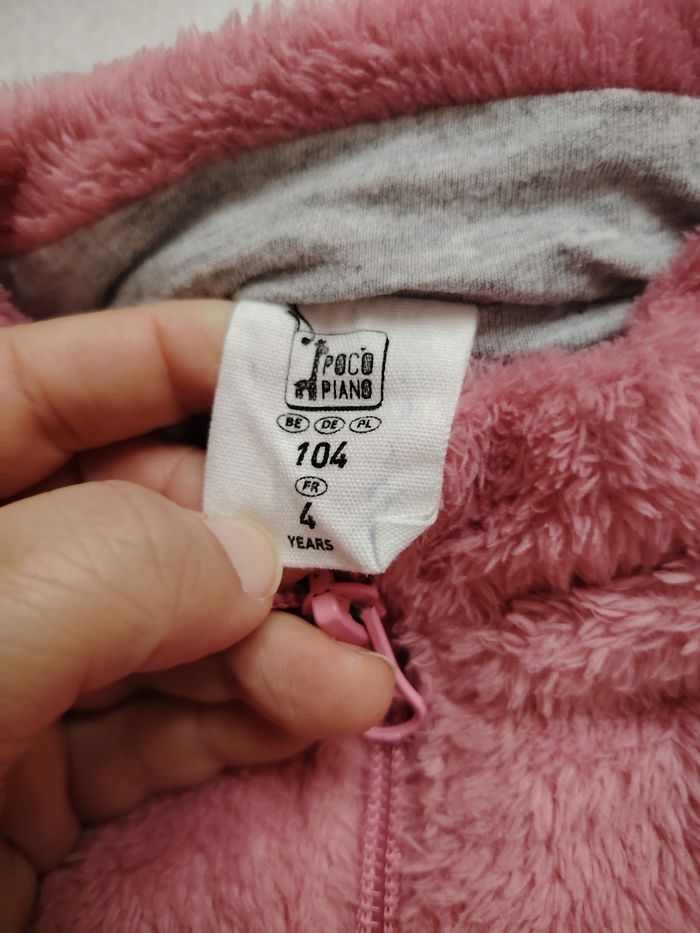 POCO
PIANO
BE DE PL
104
FR
4
YEARS